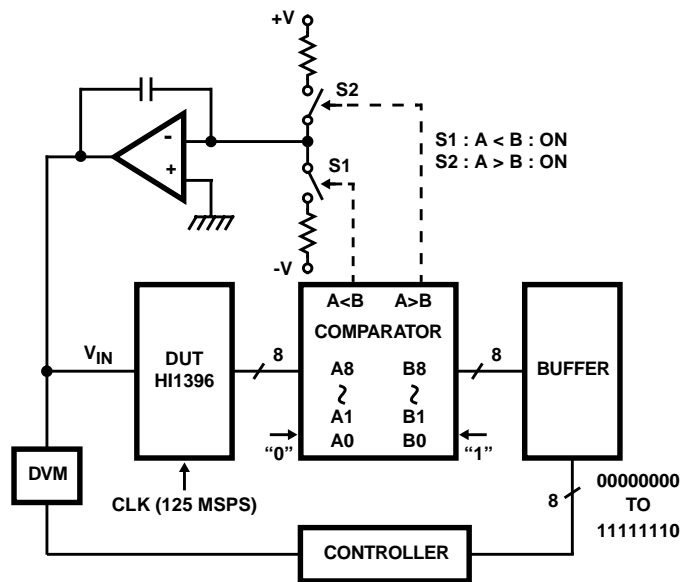 +V
S2
S1 : A < B : ON
S2 : A > B : ON
-
+
S1
-V
A<B A>B
COMPARATOR
VIN
DUT
HI1396
8
A8 B8
A1 B1
A0 B0
8
BUFFER
"0"
"1"
DVM
CLK (125 MSPS)
8
00000000
TO
11111110
CONTROLLER